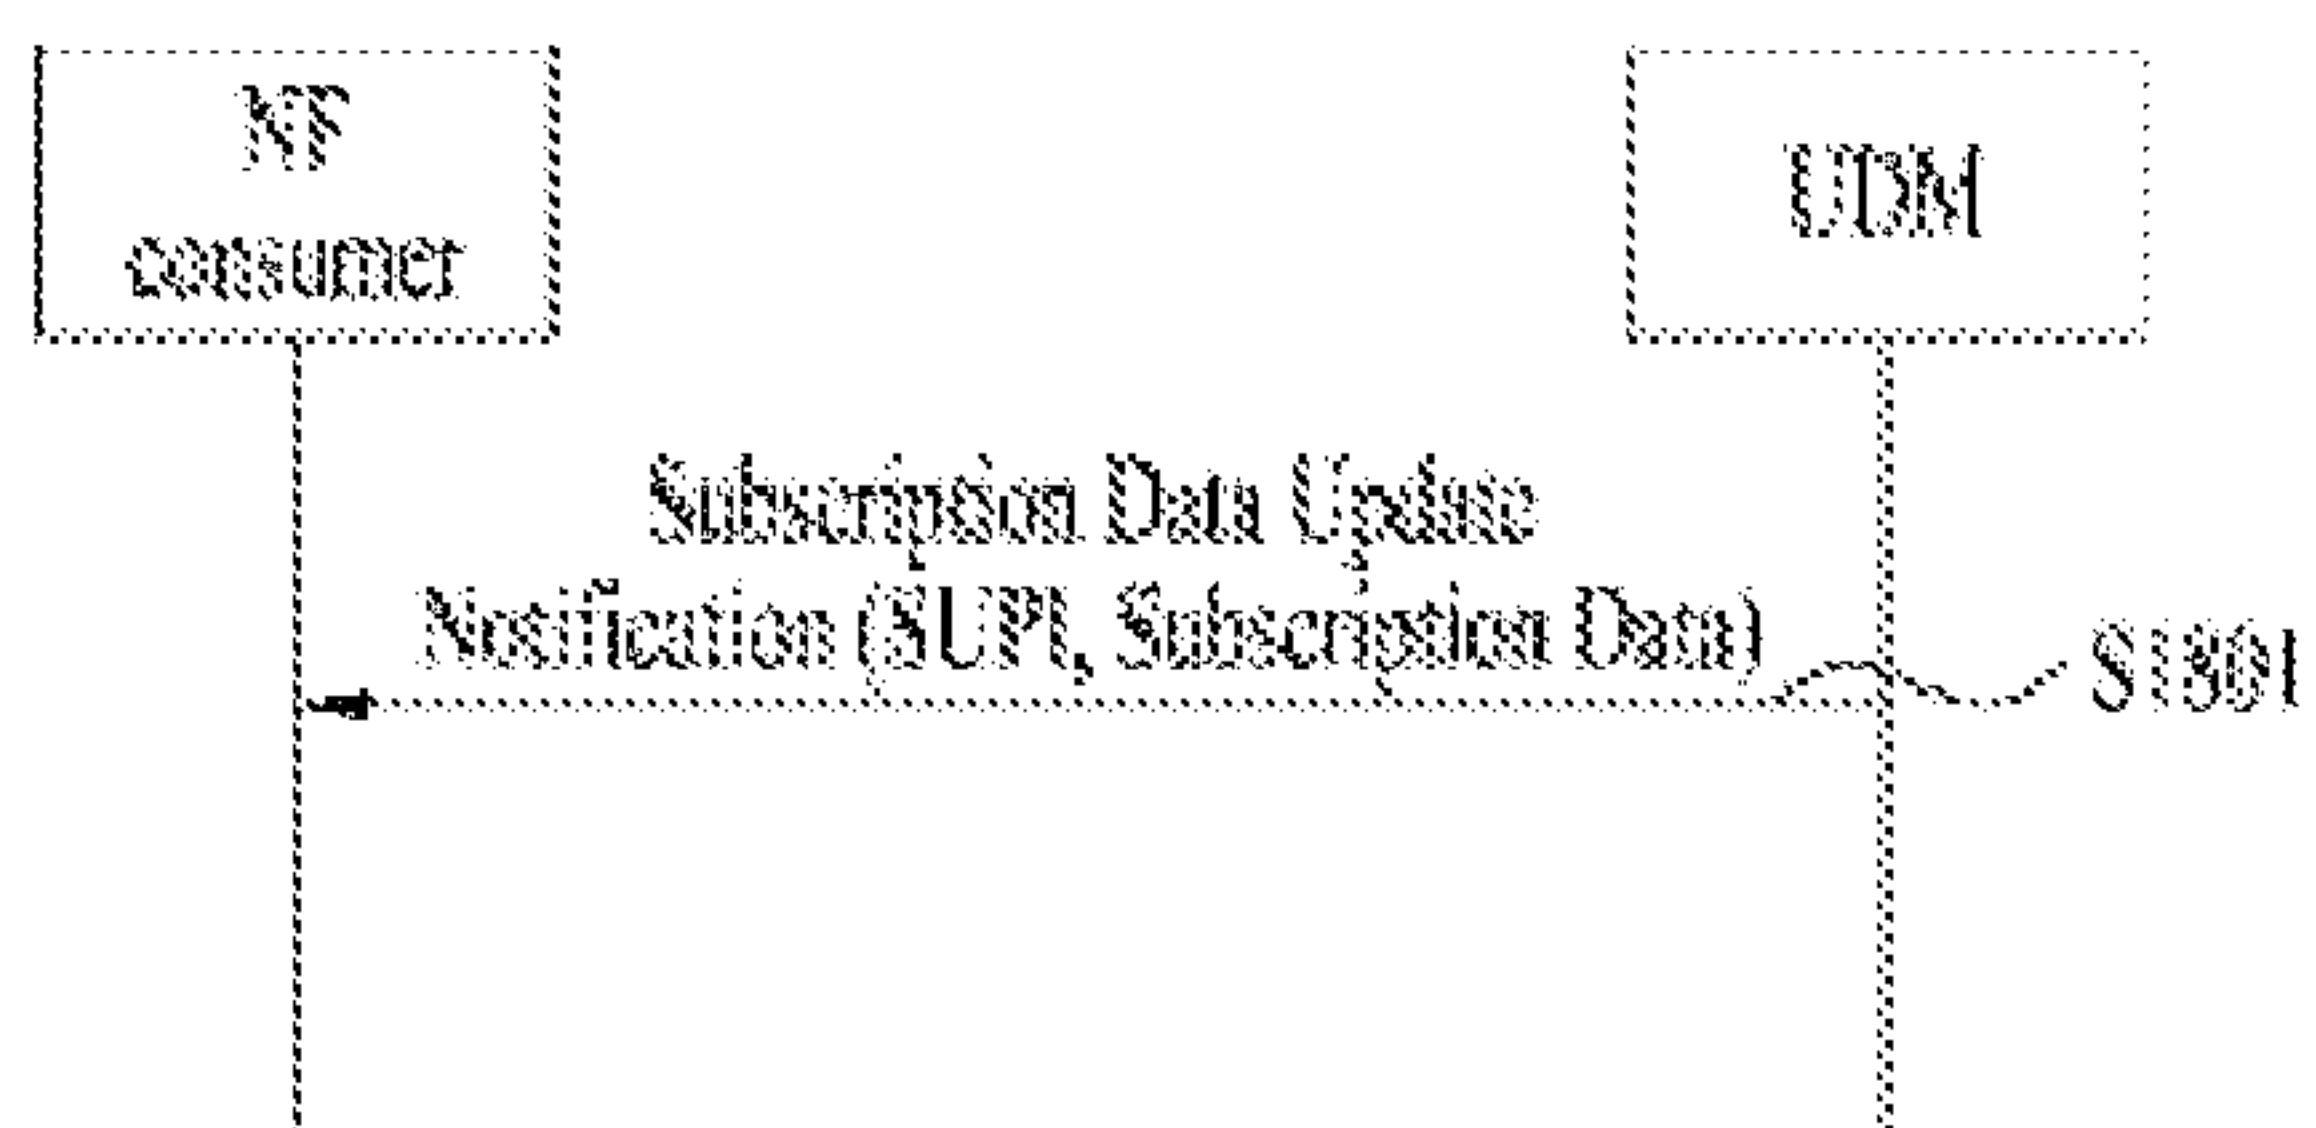 NF
consumer
UDM
Subscription Data Update
Notification (SUPI, Subscription Data)
S1801